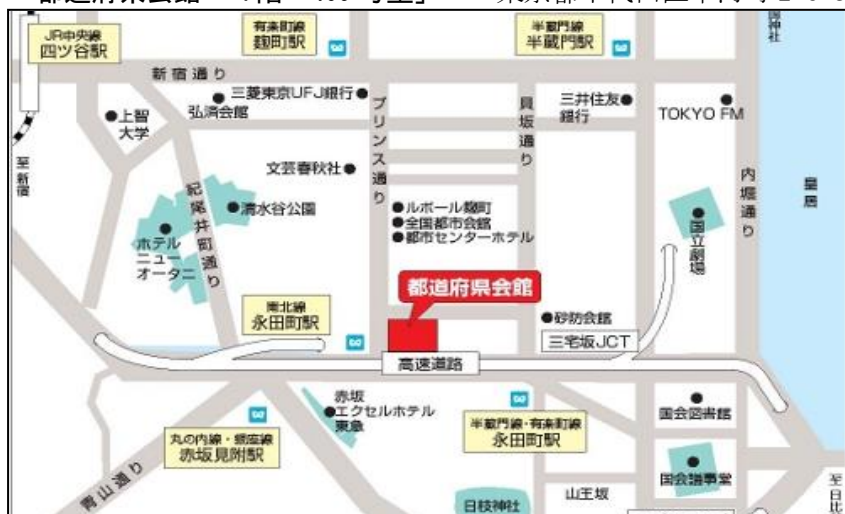 JR中央線
四ツ谷駅
有楽町線
麹町駅
半蔵門線
半蔵門駅
新宿通り
三菱東京UFJ銀行
弘済会館
上智
大学
至新宿
プリンス通り
貝坂通り
三井住友
銀行
TOKYO FM
内堀通り
皇居
文芸春秋社
紀尾井町通り
清水谷公園
ホテル
ニュー
オータニ
ルポール麹町
全国都市会館
都市センターホテル
国立劇場
都道府県会館
南北線
永田町駅
砂防会館
三宅坂JCT
高速道路
赤坂
エクセルホテル
東急
半蔵門線・有楽町線
永田町駅
国会図書館
丸の内線・銀座線
赤坂見附駅
青山通り
国会議事堂
山王坂
日枝神社